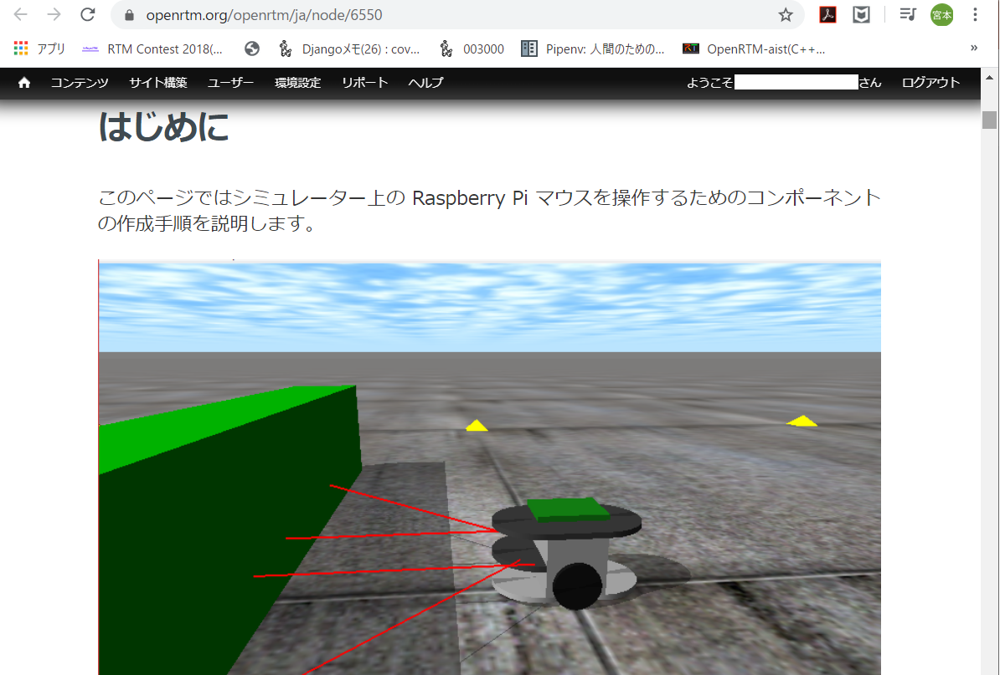 openrtm.org/openrtm/ja/node/6550
宮本
アプリ RTM Contest 2018(... Djangoメモ(26) : cov... 003000 Pipenv: 人間のための... RT OpenRTM-aist(C++... »
コンテンツ サイト構築 ユーザー 環境設定 リポート ヘルプ ようこそ さん ログアウト
はじめに
このページではシミュレーター上の Raspberry Pi マウスを操作するためのコンポーネント
の作成手順を説明します。